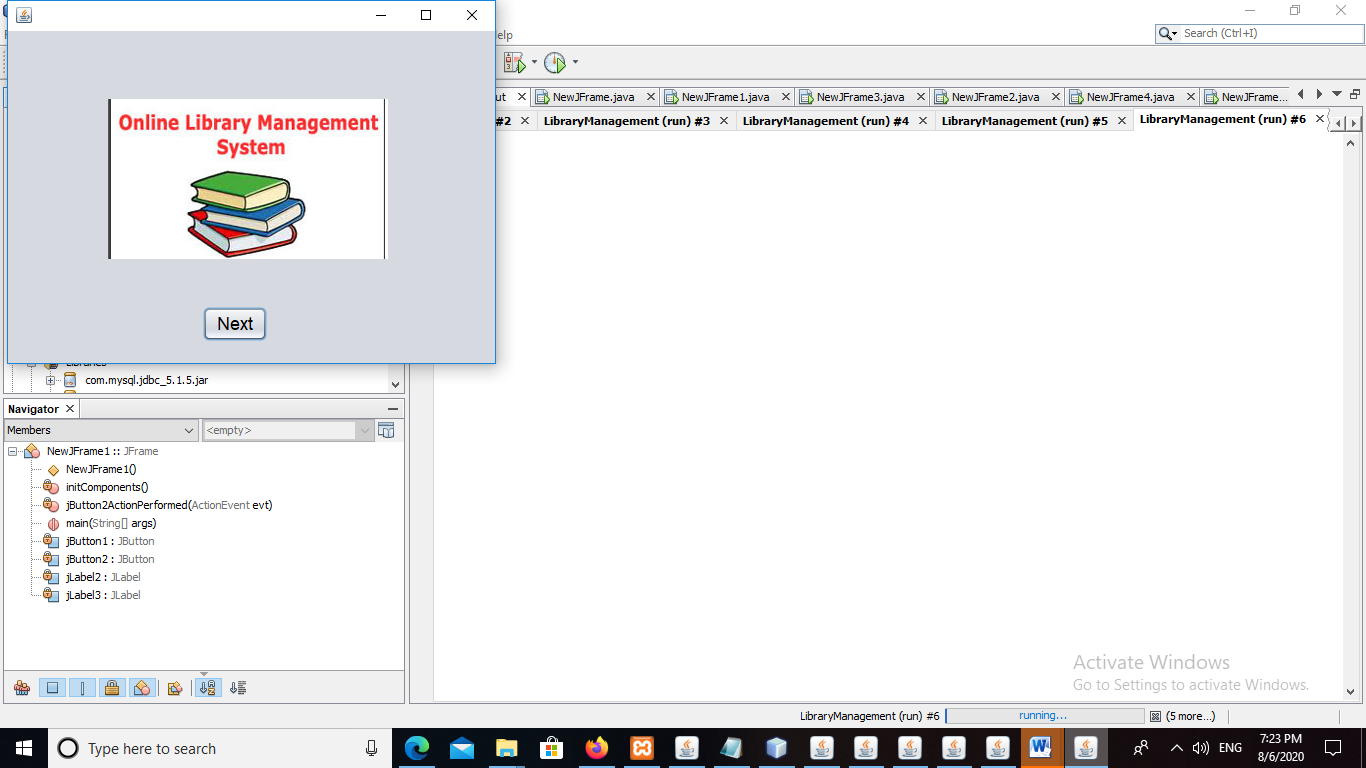 elp
Search (Ctrl+I)
ut
NewJFrame.java
NewJFrame1.java
NewJFrame3.java
NewJFrame2.java
NewJFrame4.java
NewJFrame...
#2
LibraryManagement (run) #3
LibraryManagement (run) #4
LibraryManagement (run) #5
LibraryManagement (run) #6
Online Library Management
System
Next
Libraries
com.mysql.jdbc_5.1.5.jar
Navigator
Members
<empty>
NewJFrame1 :: JFrame
NewJFrame1()
initComponents()
jButton2ActionPerformed(ActionEvent evt)
main(String[] args)
jButton1 : JButton
jButton2 : JButton
jLabel2 : JLabel
jLabel3 : JLabel
Activate Windows
Go to Settings to activate Windows.
LibraryManagement (run) #6
running...
(5 more...)
Type here to search
ENG
7:23 PM
8/6/2020